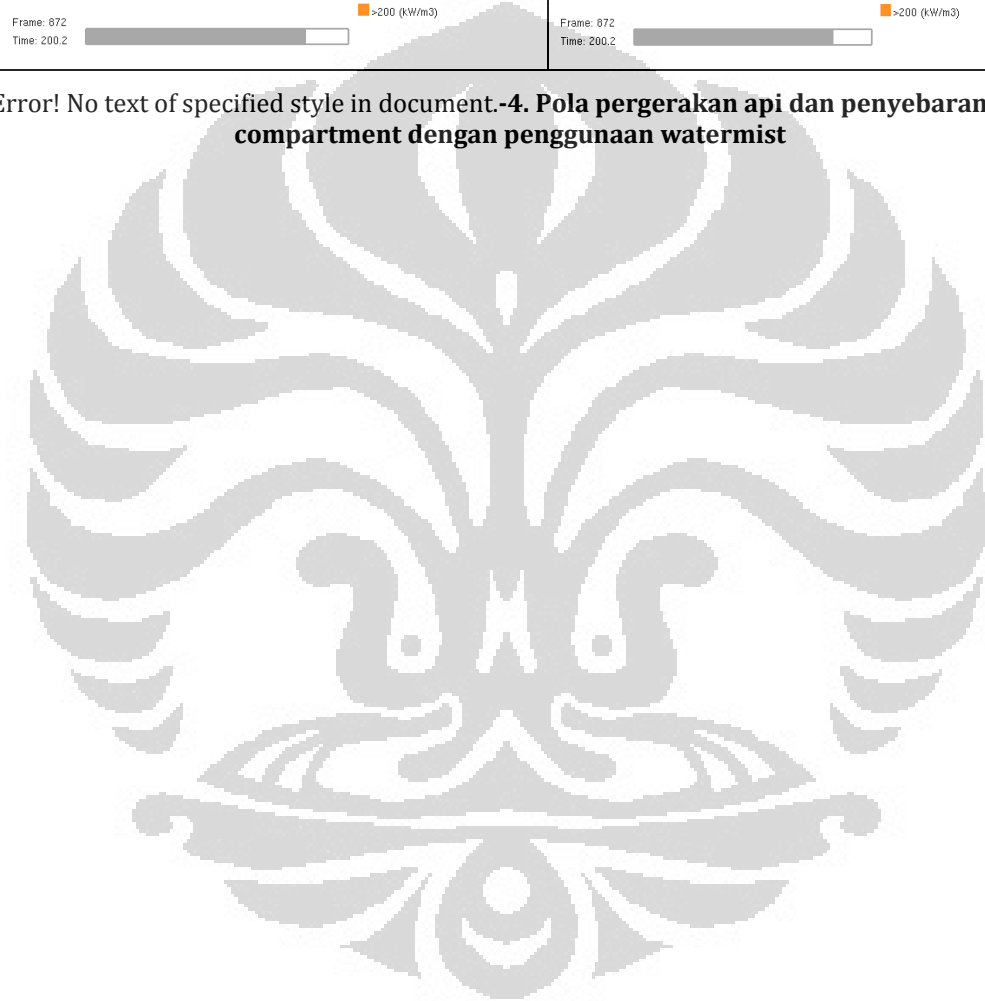 >200 (kW/m3)
Frame: 872
Time: 200.2
>200 (kW/m3)
Frame: 872
Time: 200.2
Error! No text of specified style in document.-4. Pola pergerakan api dan penyebaran
compartment dengan penggunaan watermist